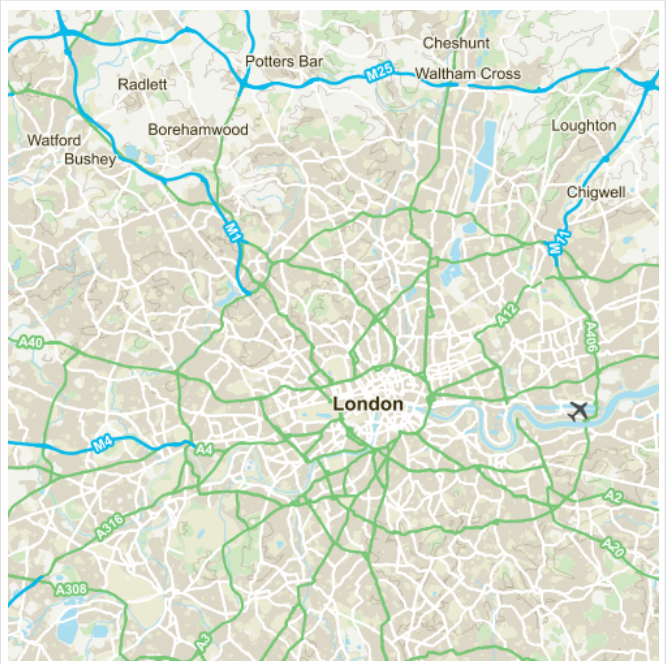 Cheshunt
Potters Bar
M25
Waltham Cross
Radlett
Borehamwood
Loughton
Watford
Bushey
Chigwell
M1
M71
A12
A406
A40
London
M4
A4
A2
A316
A20
A308
A3